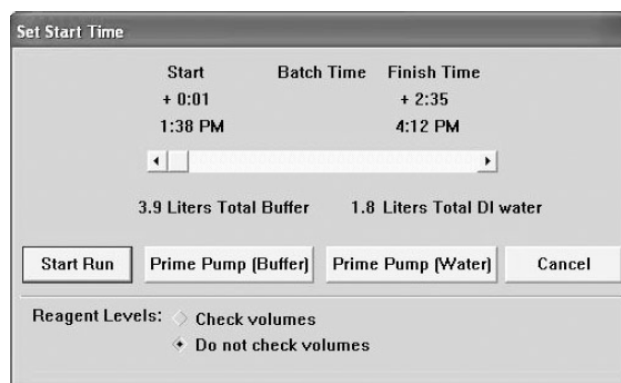 Set Start Time
Start Batch Time Finish Time
+ 0:01 + 2:35
1:38 PM 4:12 PM
3.9 Liters Total Buffer 1.8 Liters Total DI water
Start Run Prime Pump (Buffer) Prime Pump (Water) Cancel
Reagent Levels: Check volumes
Do not check volumes